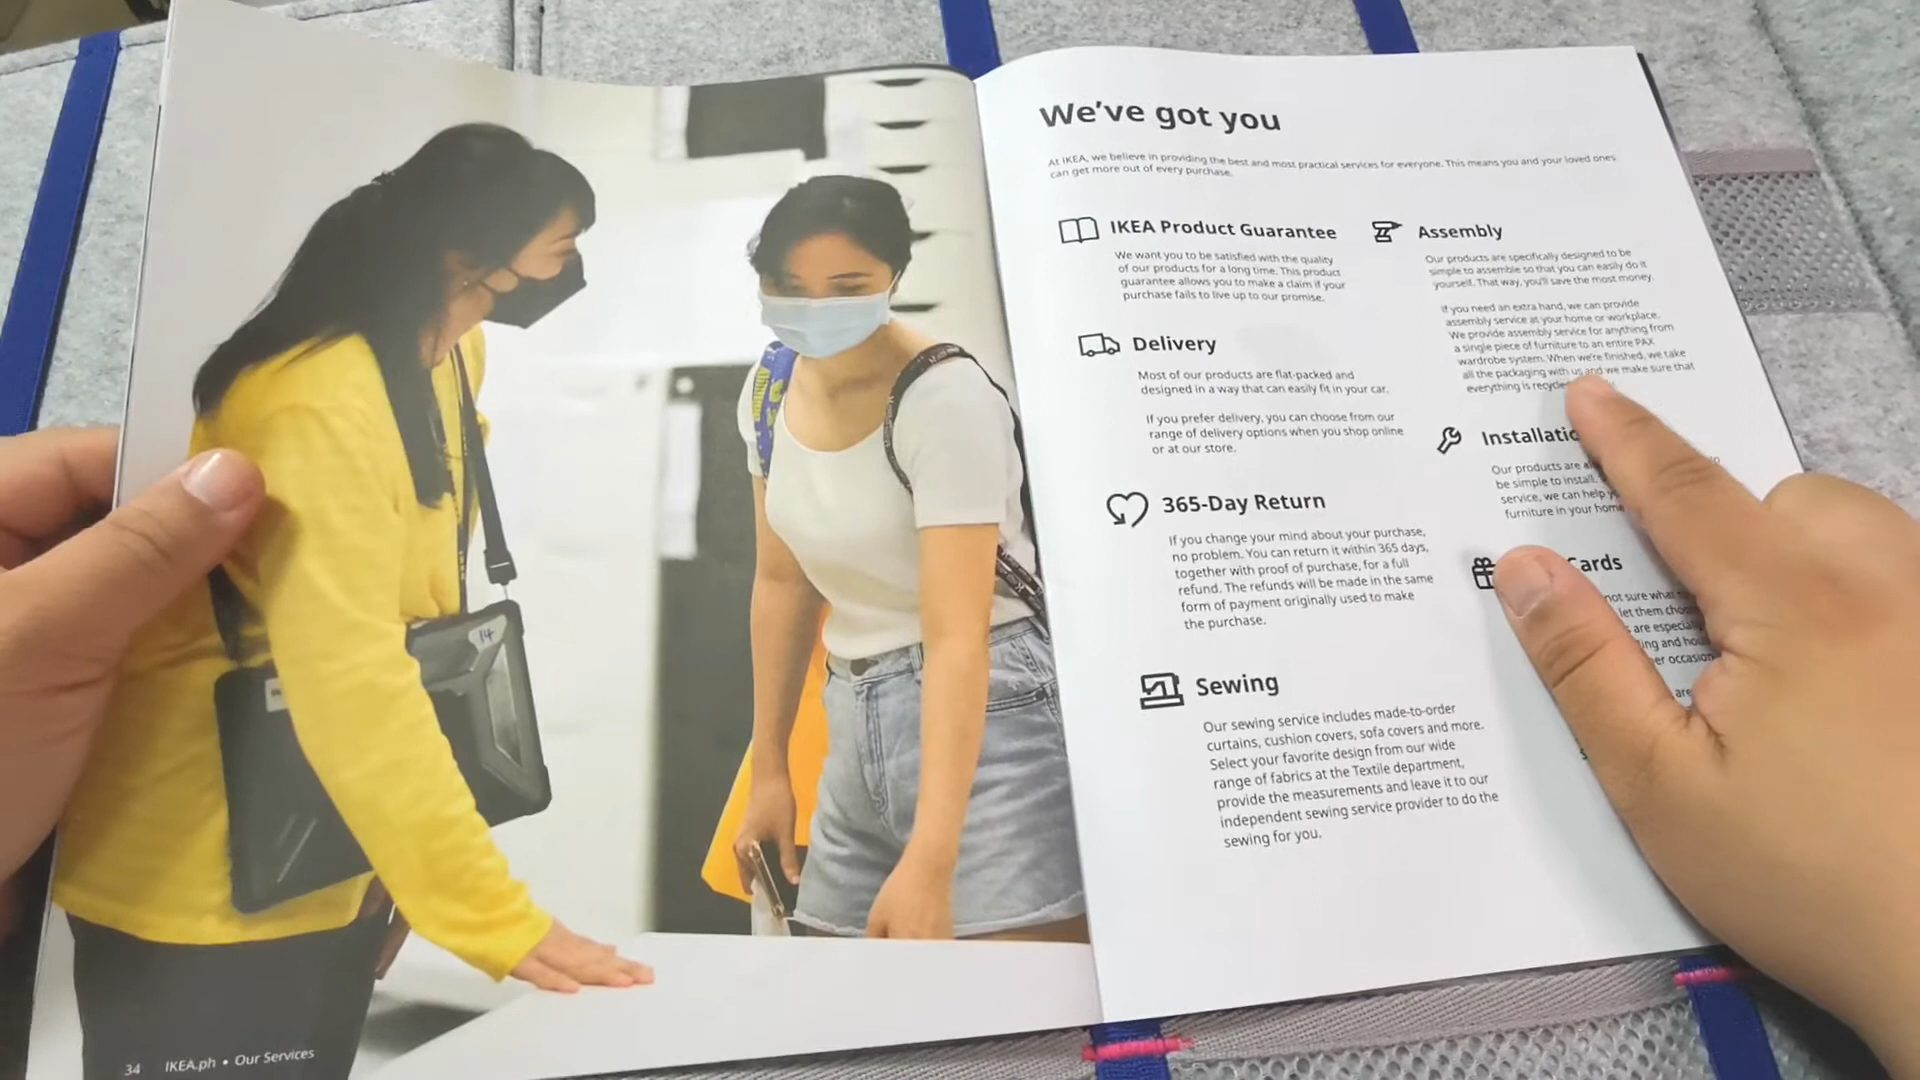 14
34 IKEA.ph • Our Services
We've got you
At IKEA, we believe in providing the best and most practical services for everyone. This means you and your loved ones
can get more out of every purchase.
IKEA Product Guarantee
We want you to be satisfied with the quality
of our products for a long time. This product
guarantee allows you to make a claim if your
purchase fails to live up to our promise.
Delivery
Most of our products are flat-packed and
designed in a way that can easily fit in your car.
If you prefer delivery, you can choose from our
range of delivery options when you shop online
or at our store.
365-Day Return
If you change your mind about your purchase,
no problem. You can return it within 365 days,
together with proof of purchase, for a full
refund. The refunds will be made in the same
form of payment originally used to make
the purchase.
Sewing
Our sewing service includes made-to-order
curtains, cushion covers, sofa covers and more.
Select your favorite design from our wide
range of fabrics at the Textile department,
provide the measurements and leave it to our
independent sewing service provider to do the
sewing for you.
Assembly
Our products are specifically designed to be
simple to assemble so that you can easily do it
yourself. That way, you'll save the most money.
If you need an extra hand, we can provide
assembly service at your home or workplace.
We provide assembly service for anything from
a single piece of furniture to an entire PAX
wardrobe system. When we're finished, we take
all the packaging with us and we make sure that
everything is
Our products are
be simple to install.
service, we can help
furniture in your home
Cards
not sure what
let them
are
and
occasion
are